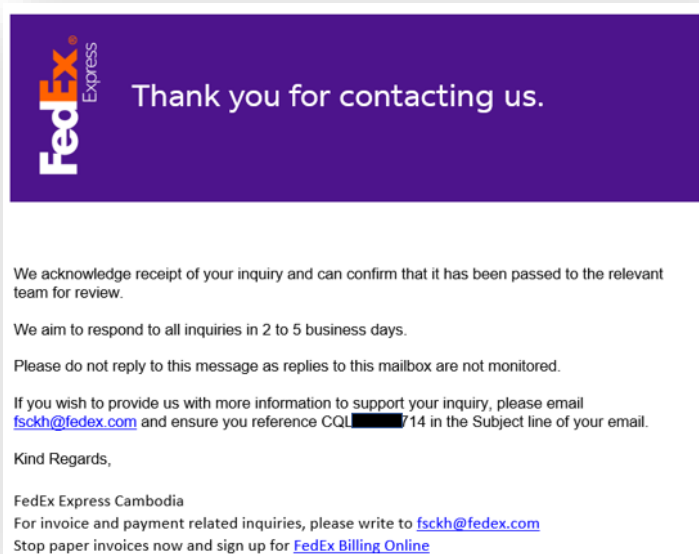 FedEx®
Express
Thank you for contacting us.
We acknowledge receipt of your inquiry and can confirm that it has been passed to the relevant
team for review.
We aim to respond to all inquiries in 2 to 5 business days.
Please do not reply to this message as replies to this mailbox are not monitored.
If you wish to provide us with more information to support your inquiry, please email
fsckh@fedex.com and ensure you reference CQL 714 in the Subject line of your email.
Kind Regards,
FedEx Express Cambodia
For invoice and payment related inquiries, please write to fsckh@fedex.com
Stop paper invoices now and sign up for FedEx Billing Online